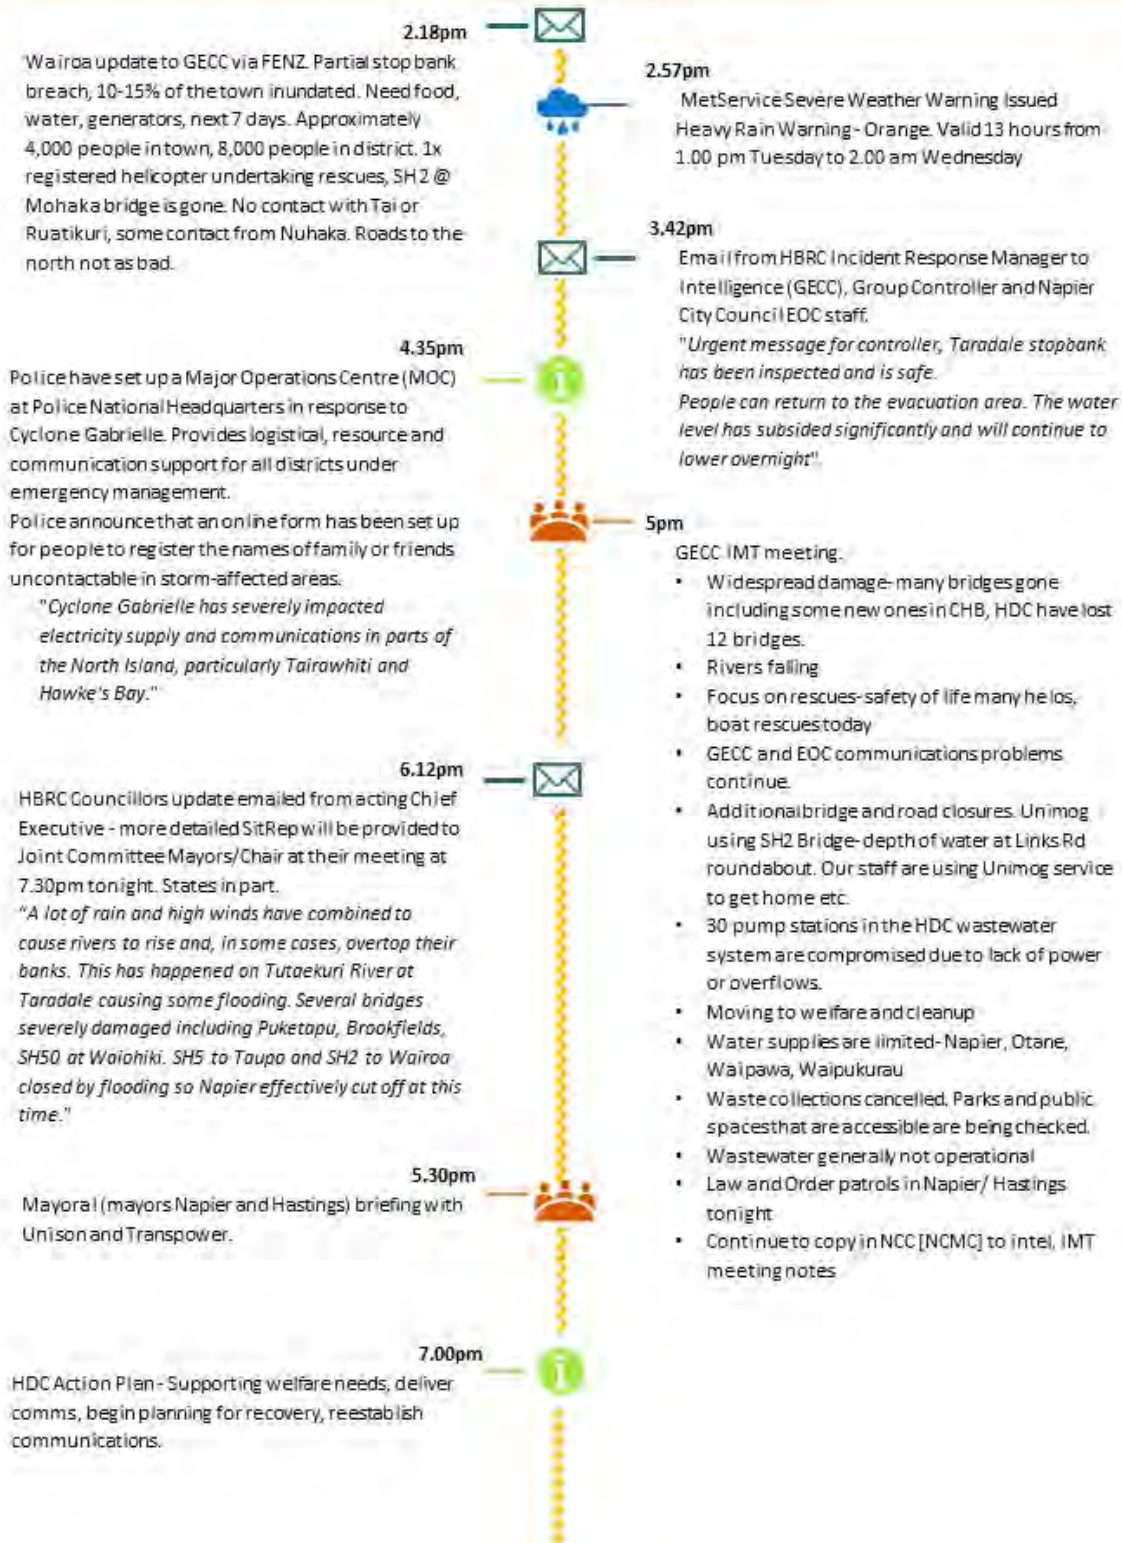 2.18pm
Wairoa update to GECC via FENZ. Partial stop bank
breach, 10-15% of the town inundated. Need food,
water, generators, next 7 days. Approximately
4,000 people in town, 8,000 people in district. 1x
registered helicopter undertaking rescues, SH2 @
Mohaka bridge is gone. No contact with Tai or
Ruatikuri, some contact from Nuhaka. Roads to the
north not as bad.
2.57pm
MetService Severe Weather Warning Issued
Heavy Rain Warning - Orange. Valid 13 hours from
1.00 pm Tuesday to 2.00 am Wednesday
3.42pm
Email from HBRC Incident Response Manager to
Intelligence (GECC), Group Controller and Napier
City Council EOC staff.
"Urgent message for controller, Taradale stopbank
has been inspected and is safe.
People can return to the evacuation area. The water
level has subsided significantly and will continue to
lower overnight".
4.35pm
Police have set up a Major Operations Centre (MOC)
at Police National Headquarters in response to
Cyclone Gabrielle. Provides logistical, resource and
communication support for all districts under
emergency management.
Police announce that an online form has been set up
for people to register the names of family or friends
uncontactable in storm-affected areas.
"Cyclone Gabrielle has severely impacted
electricity supply and communications in parts of
the North Island, particularly Tairawhiti and
Hawke's Bay."
5pm
GECC IMT meeting.
• Widespread damage- many bridges gone
including some new ones in CHB, HDC have lost
12 bridges.
• Rivers falling
• Focus on rescues- safety of life many helos,
boat rescues today
• GECC and EOC communications problems
continue.
• Additional bridge and road closures. Unimog
using SH2 Bridge- depth of water at Links Rd
roundabout. Our staff are using Unimog service
to get home etc.
• 30 pump stations in the HDC wastewater
system are compromised due to lack of power
or overflows.
• Moving to welfare and cleanup
• Water supplies are limited- Napier, Otane,
Waipawa, Waipukurau
• Waste collections cancelled. Parks and public
spaces that are accessible are being checked.
• Wastewater generally not operational
• Law and Order patrols in Napier/ Hastings
tonight
• Continue to copy in NCC [NCMC] to intel, IMT
meeting notes
6.12pm
HBRC Councillors update emailed from acting Chief
Executive - more detailed SitRep will be provided to
Joint Committee Mayors/Chair at their meeting at
7.30pm tonight. States in part.
"A lot of rain and high winds have combined to
cause rivers to rise and, in some cases, overtop their
banks. This has happened on Tutaekuri River at
Taradale causing some flooding. Several bridges
severely damaged including Puketapu, Brookfields,
SH50 at Waiohiki. SH5 to Taupo and SH2 to Wairoa
closed by flooding so Napier effectively cut off at this
time."
5.30pm
Mayoral (mayors Napier and Hastings) briefing with
Unison and Transpower.
7.00pm
HDC Action Plan - Supporting welfare needs, deliver
comms, begin planning for recovery, reestablish
communications.